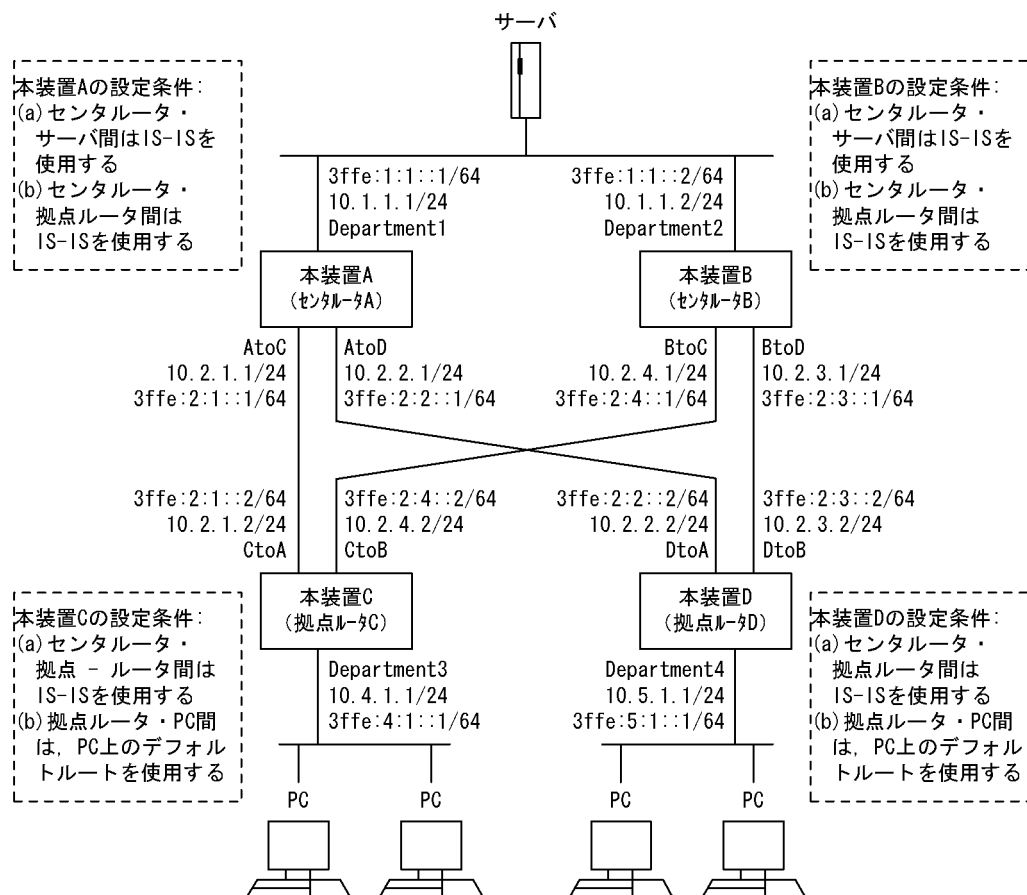 サーバ
本装置Aの設定条件:
(a)センタルータ・
サーバ間はIS-ISを
使用する
(b)センタルータ・
拠点ルータ間は
IS-ISを使用する
本装置Bの設定条件:
(a)センタルータ・
サーバ間はIS-ISを
使用する
(b)センタルータ・
拠点ルータ間は
IS-ISを使用する
3ffe:1:1::1/64
10.1.1.1/24
Department1
3ffe:1:1::2/64
10.1.1.2/24
Department2
本装置A
(ｾﾝﾀﾙｰﾀA)
本装置B
(ｾﾝﾀﾙｰﾀB)
AtoC
10.2.1.1/24
3ffe:2:1::1/64
AtoD
10.2.2.1/24
3ffe:2:2::1/64
BtoC
10.2.4.1/24
3ffe:2:4::1/64
BtoD
10.2.3.1/24
3ffe:2:3::1/64
3ffe:2:1::2/64
10.2.1.2/24
CtoA
3ffe:2:4::2/64
10.2.4.2/24
CtoB
3ffe:2:2::2/64
10.2.2.2/24
DtoA
3ffe:2:3::2/64
10.2.3.2/24
DtoB
本装置C
(拠点ﾙｰﾀC)
本装置D
(拠点ﾙｰﾀD)
本装置Cの設定条件:
(a)センタルータ・
拠点 - ルータ間は
IS-ISを使用する
(b)拠点ルータ・PC間
は, PC上のデフォル
トルートを使用する
本装置Dの設定条件:
(a)センタルータ・
拠点ルータ間は
IS-ISを使用する
(b)拠点ルータ・PC間
は, PC上のデフォル
トルートを使用する
Department3
10.4.1.1/24
3ffe:4:1::1/64
Department4
10.5.1.1/24
3ffe:5:1::1/64
PC
PC
PC
PC